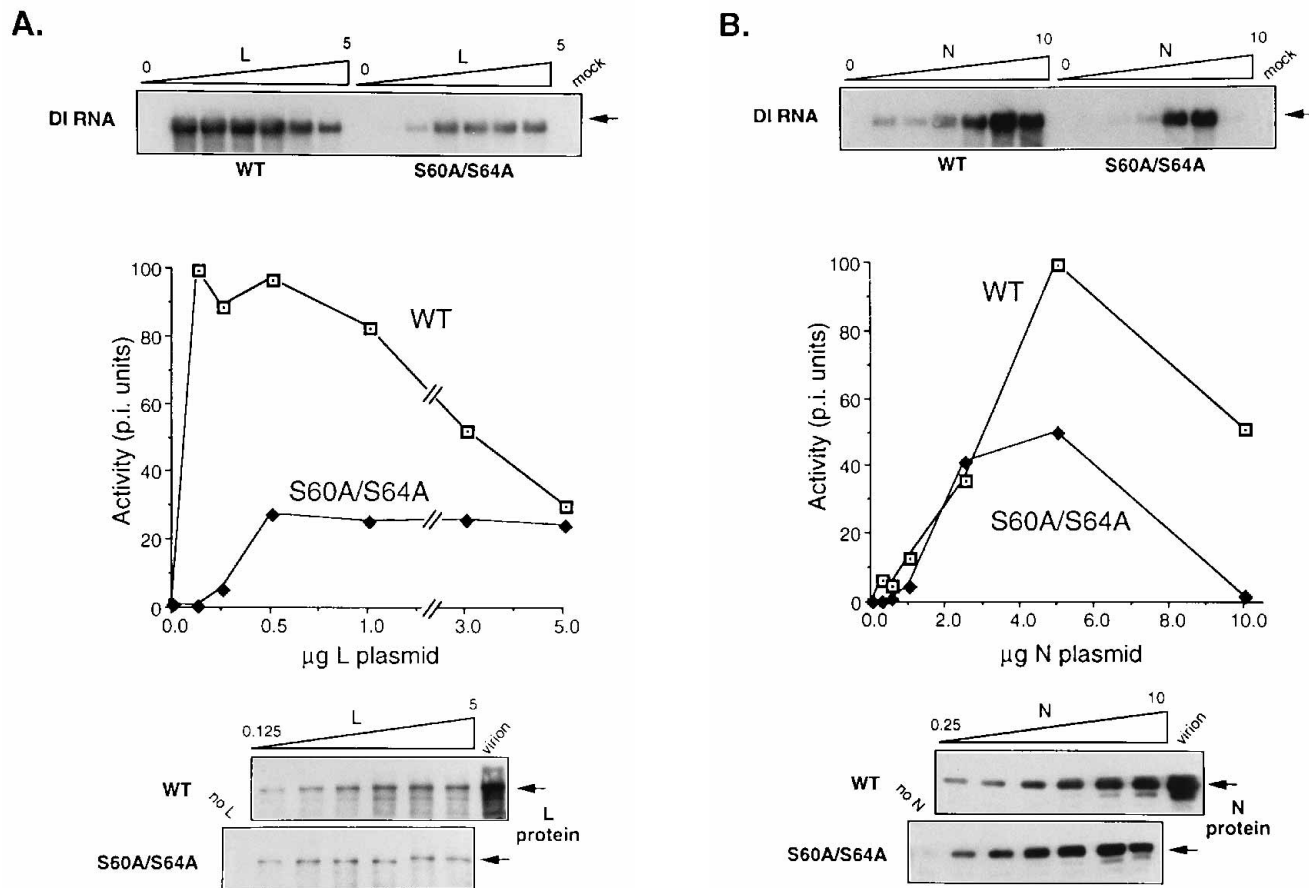 A.
0 L 5 0 L 5 mock
DI RNA
WT S60A/S64A
100
80
60
40
20
0
Activity (p.i. units)
WT
S60A/S64A
0.0 0.5 1.0 3.0 5.0
µg L plasmid
0.125 L 5 virion
WT
no L
L protein
S60A/S64A
B.
0 N 10 0 N 10 mock
DI RNA
WT S60A/S64A
100
80
60
40
20
0
Activity (p.i. units)
WT
S60A/S64A
0.0 2.0 4.0 6.0 8.0 10.0
µg N plasmid
0.25 N 10 virion
WT
no N
N protein
S60A/S64A